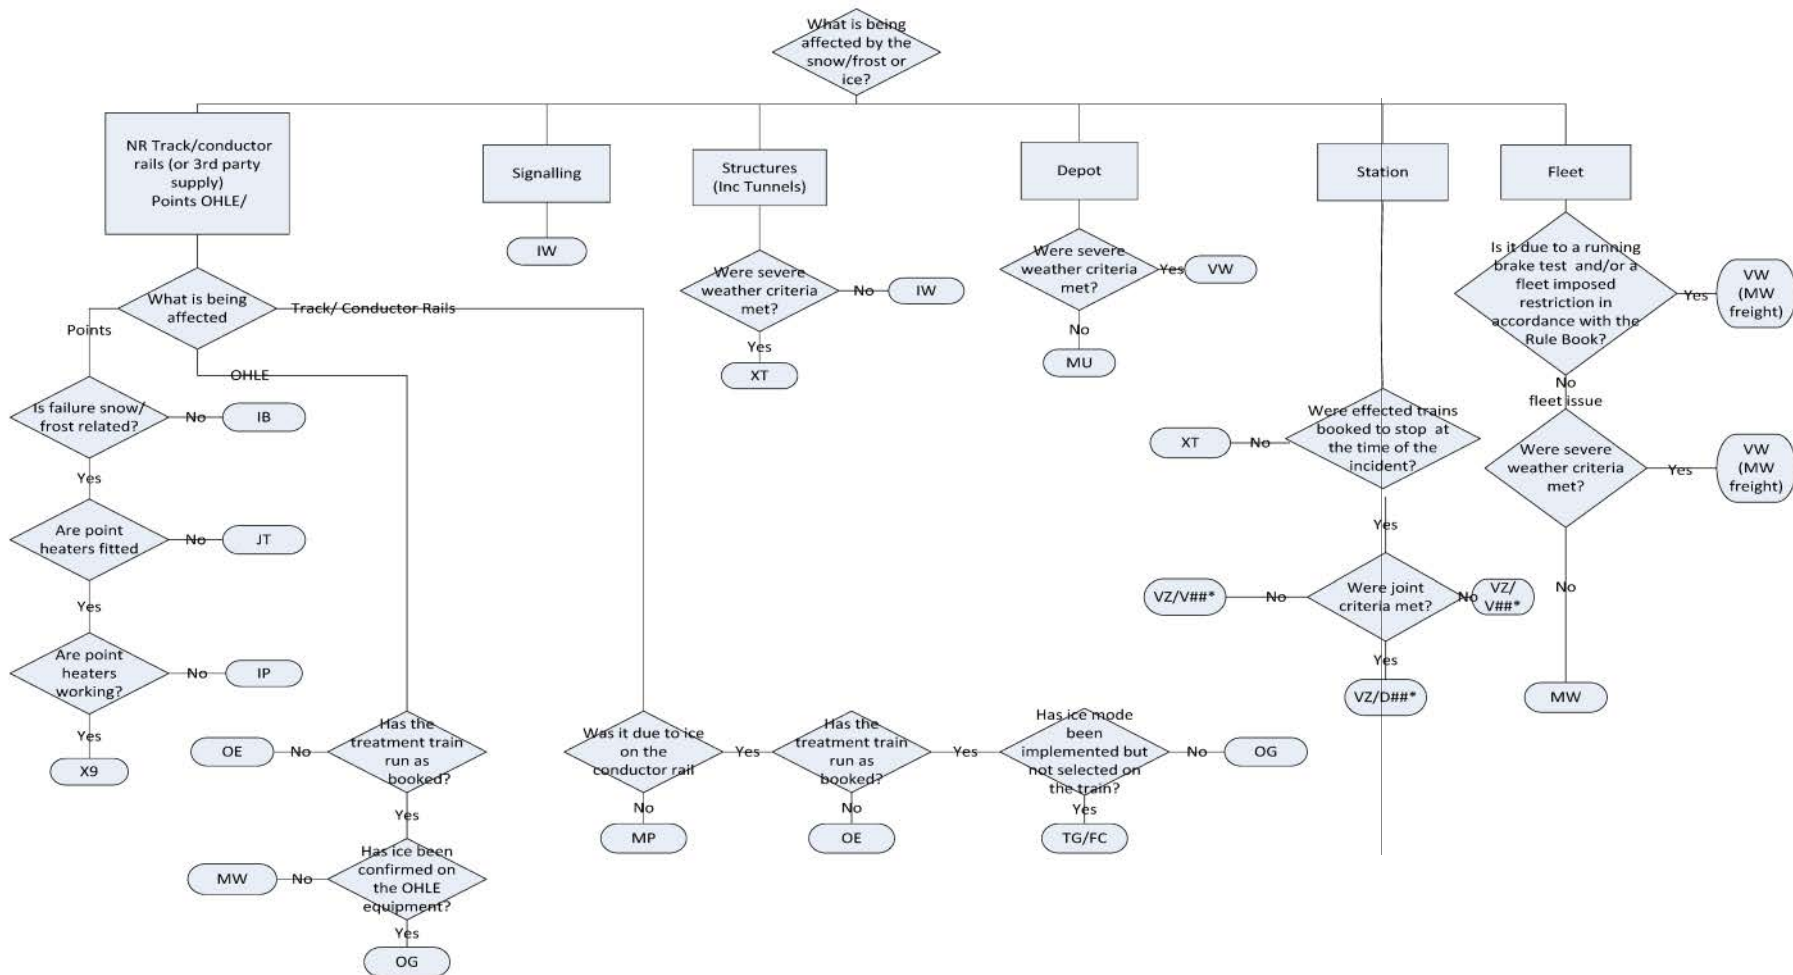 What is being
affected by the
snow/frost or
ice?
NR Track/conductor
rails (or 3rd party
supply)
Points OHLE/
Signalling
Structures
(Inc Tunnels)
Depot
Station
Fleet
IW
Were severe
weather criteria
met?
No
IW
Yes
XT
Were severe
weather criteria
met?
Yes
VW
No
MU
Is it due to a running
brake test and/or a
fleet imposed
restriction in
accordance with the
Rule Book?
Yes
VW
(MW
freight)
No
fleet issue
Were severe
weather criteria
met?
Yes
VW
(MW
freight)
No
MW
What is being
affected
Track/ Conductor Rails
Points
OHLE
Is failure snow/
frost related?
No
IB
Yes
Are point
heaters fitted
No
JT
Yes
Are point
heaters
working?
No
IP
Yes
X9
Were effected trains
booked to stop at
the time of the
incident?
No
XT
Yes
Were joint
criteria met?
No
VZ/V##*
No
VZ/
V##*
Yes
VZ/D##*
Has the
treatment train
run as
booked?
No
OE
Yes
Has ice been
confirmed on
the OHLE
equipment?
No
MW
Yes
OG
Was it due to ice
on the
conductor rail
Yes
No
MP
Has the
treatment train
run as
booked?
Yes
No
OE
Has ice mode
been
implemented but
not selected on
the train?
No
OG
Yes
TG/FC